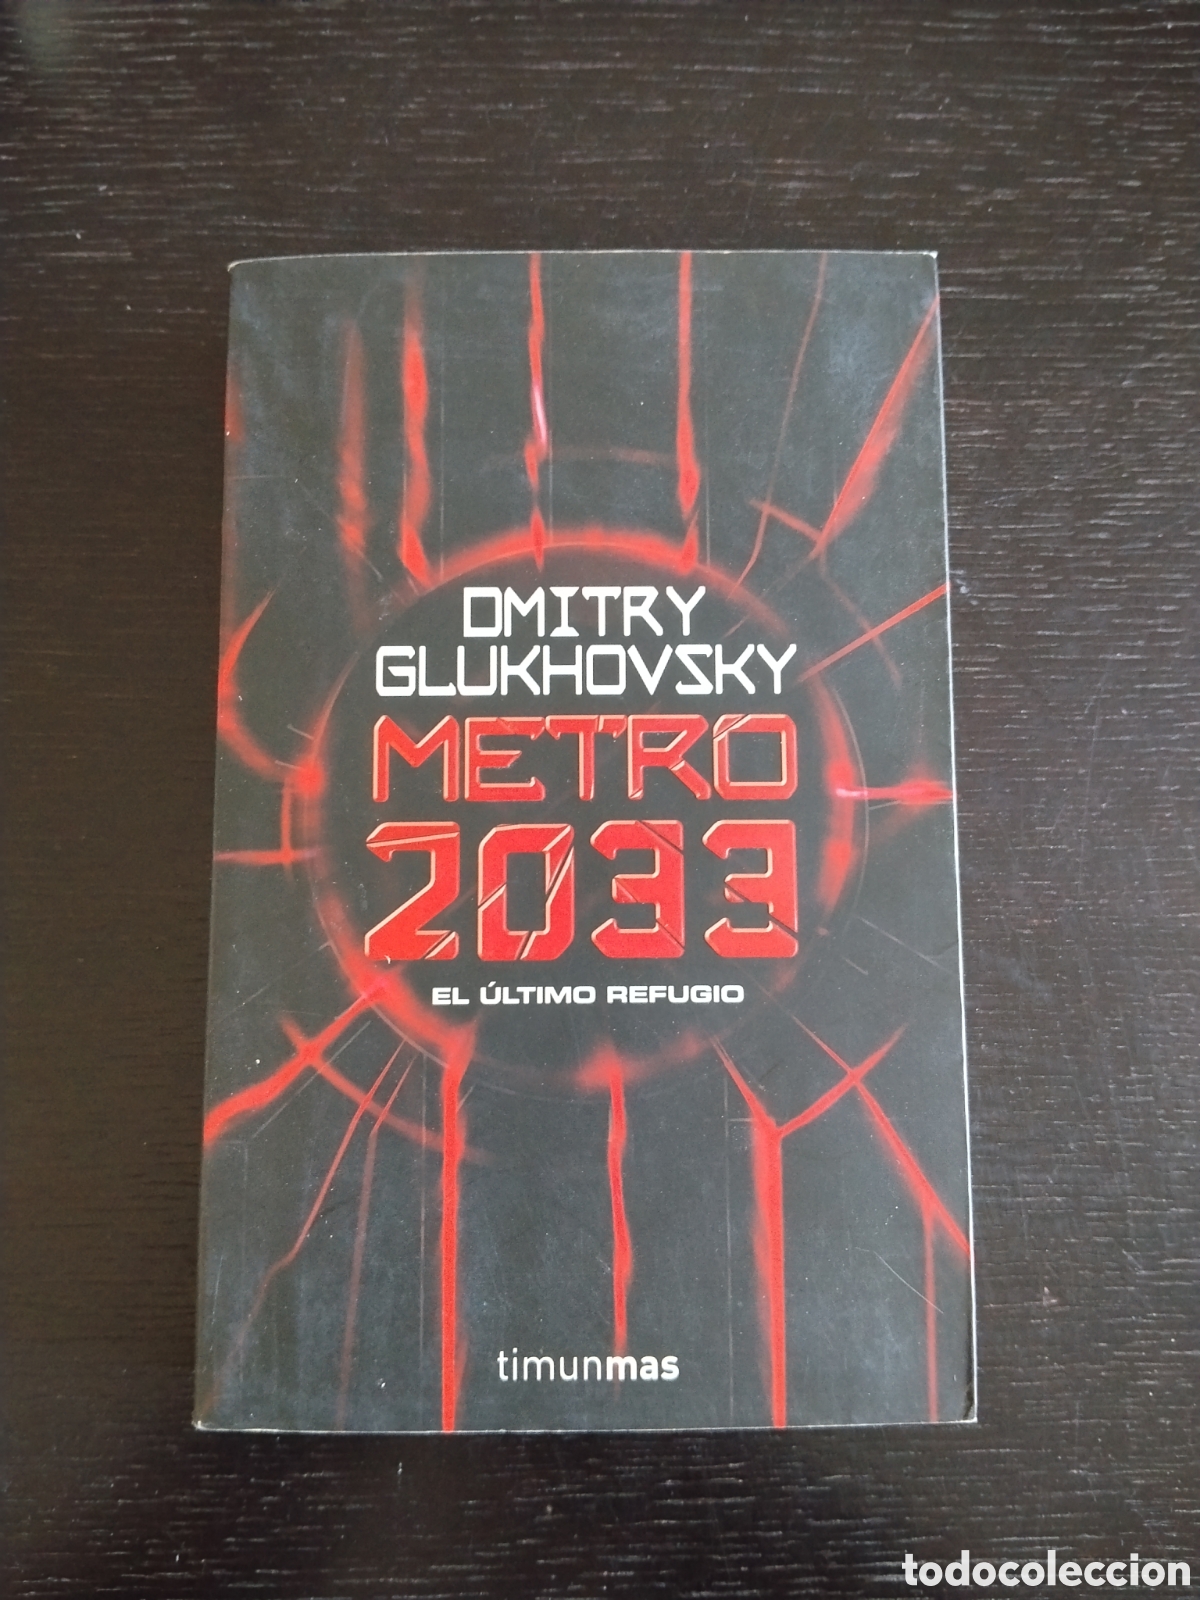 DMITRY
GLUKHOVSKY
METRO
2033
EL ÚLTIMO REFUGIO
timunmas
todocoleccion